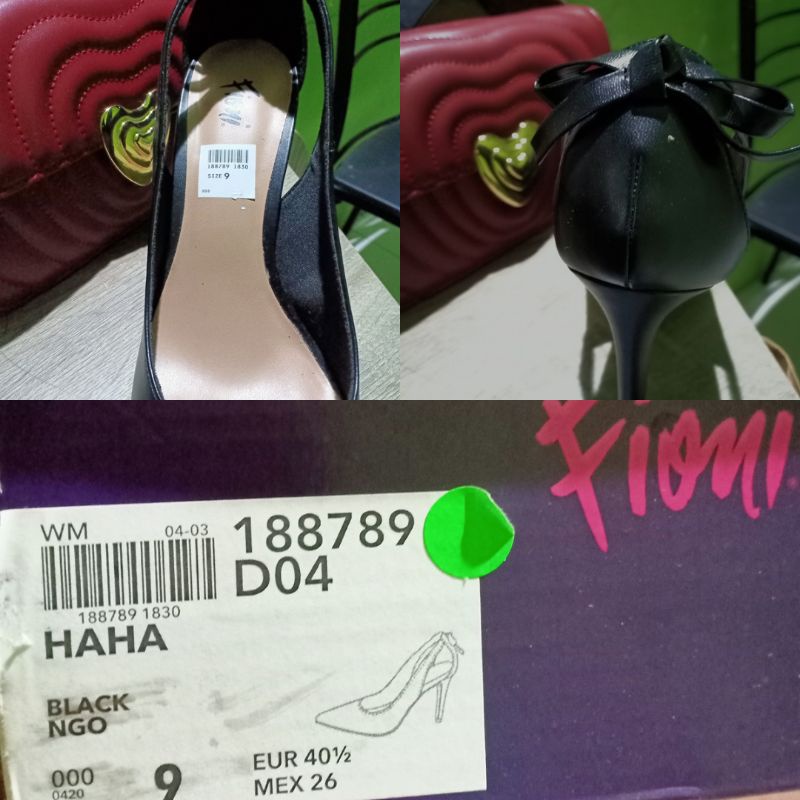 fioni
188789 1830
SIZE 9
fioni
WM 04-03
188789
D04
188789 1830
HAHA
BLACK
NGO
000
0420
9
EUR 40½
MEX 26